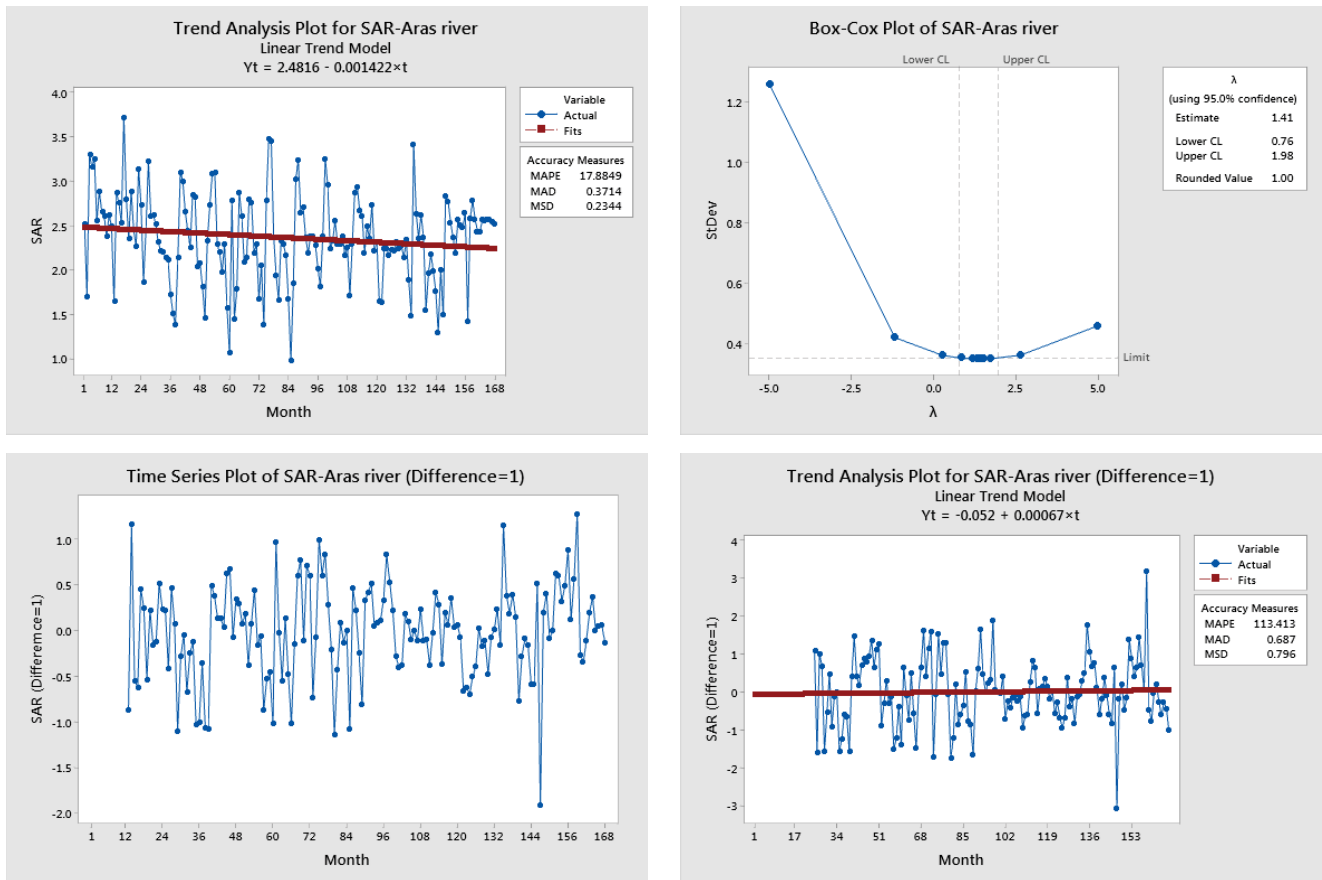 Trend Analysis Plot for SAR-Aras river
Linear Trend Model
Yt = 2.4816 - 0.001422×t
4.0
3.5
3.0
2.5
2.0
1.5
1.0
SAR
1 12 24 36 48 60 72 84 96 108 120 132 144 156 168
Month
Variable
Actual
Fits
Accuracy Measures
MAPE 17.8849
MAD 0.3714
MSD 0.2344
Box-Cox Plot of SAR-Aras river
Lower CL Upper CL
1.2
1.0
0.8
0.6
0.4
StDev
Limit
-5.0 -2.5 0.0 2.5 5.0
λ
λ
(using 95.0% confidence)
Estimate 1.41
Lower CL 0.76
Upper CL 1.98
Rounded Value 1.00
Time Series Plot of SAR-Aras river (Difference=1)
1.0
0.5
0.0
-0.5
-1.0
-1.5
-2.0
SAR (Difference=1)
1 12 24 36 48 60 72 84 96 108 120 132 144 156 168
Month
Trend Analysis Plot for SAR-Aras river (Difference=1)
Linear Trend Model
Yt = -0.052 + 0.00067×t
4
3
2
1
0
-1
-2
-3
SAR (Difference=1)
1 17 34 51 68 85 102 119 136 153
Month
Variable
Actual
Fits
Accuracy Measures
MAPE 113.413
MAD 0.687
MSD 0.796